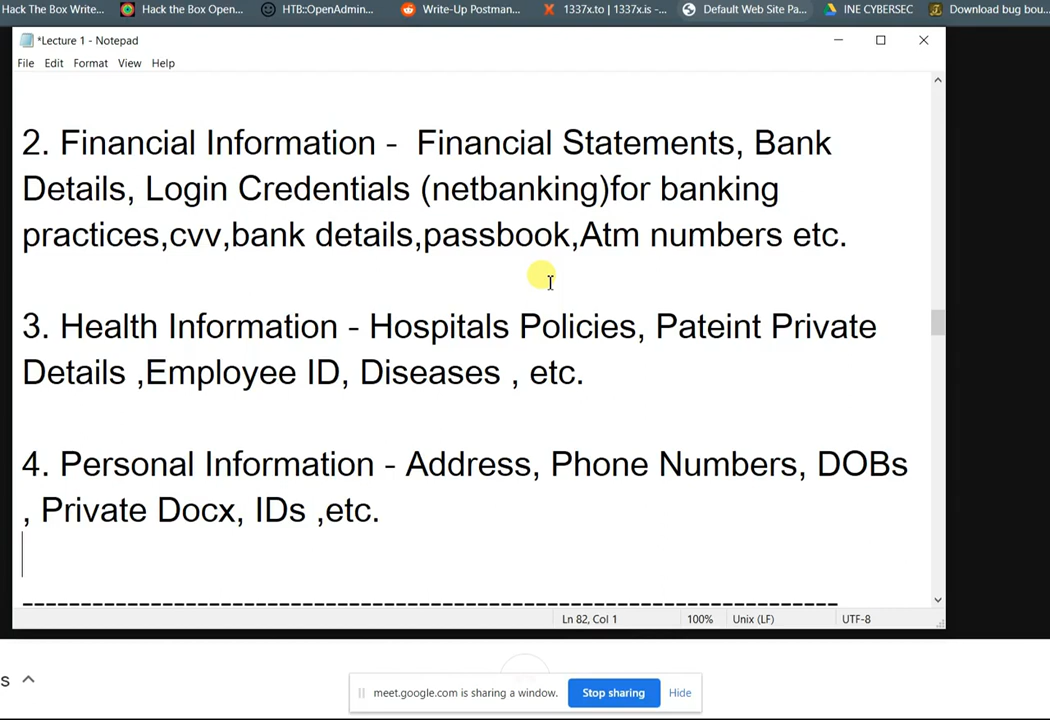 Hack The Box Write... Hack the Box Open... HTB::OpenAdmin... Write-Up Postman... 1337x.to | 1337x.is -... Default Web Site Pa... INE CYBERSEC Download bug bou...
*Lecture 1 - Notepad
File Edit Format View Help
2. Financial Information -  Financial Statements, Bank
Details, Login Credentials (netbanking)for banking
practices,cvv,bank details,passbook,Atm numbers etc.
3. Health Information - Hospitals Policies, Pateint Private
Details ,Employee ID, Diseases , etc.
4. Personal Information - Address, Phone Numbers, DOBs
, Private Docx, IDs ,etc.
----------------------------------------------------------------------
Ln 82, Col 1 100% Unix (LF) UTF-8
s
meet.google.com is sharing a window. Stop sharing Hide